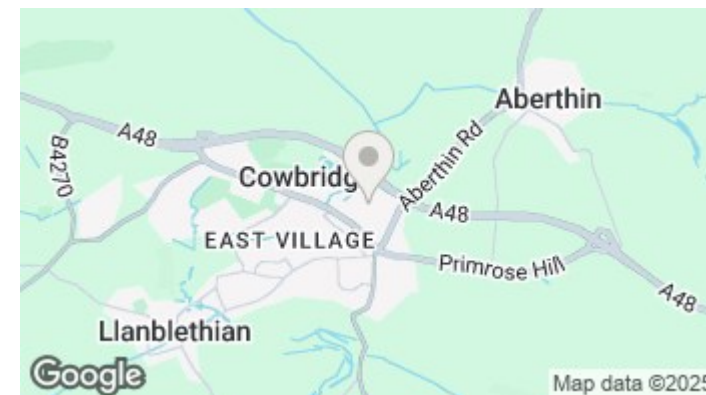 Aberthin
A48
B4270
Aberthin Rd
Cowbridg
A48
EAST VILLAGE
Primrose Hill
A48
Llanblethian
Google
Map data ©2025